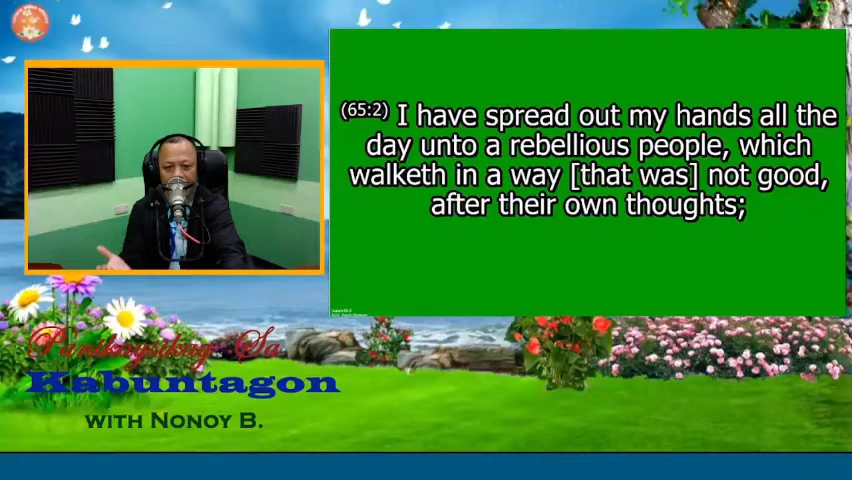 (65:2) I have spread out my hands all the
day unto a rebellious people, which
walketh in a way [that was] not good,
after their own thoughts;
Panikaysikay Sa
Kabuntagon
WITH NONOY B.